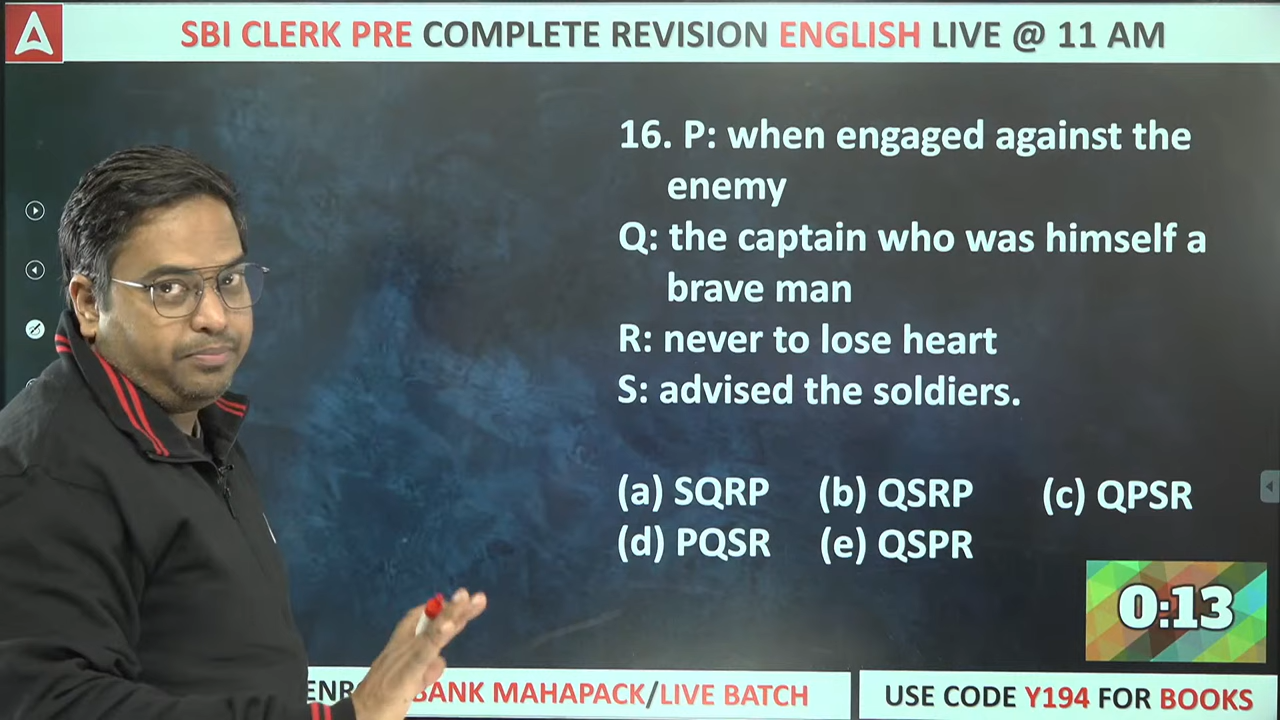 SBI CLERK PRE COMPLETE REVISION ENGLISH LIVE @ 11 AM
16. P: when engaged against the
enemy
Q: the captain who was himself a
brave man
R: never to lose heart
S: advised the soldiers.
(a) SQRP (b) QSRP (c) QPSR
(d) PQSR (e) QSPR
0:13
BANK MAHAPACK/LIVE BATCH
USE CODE Y194 FOR BOOKS